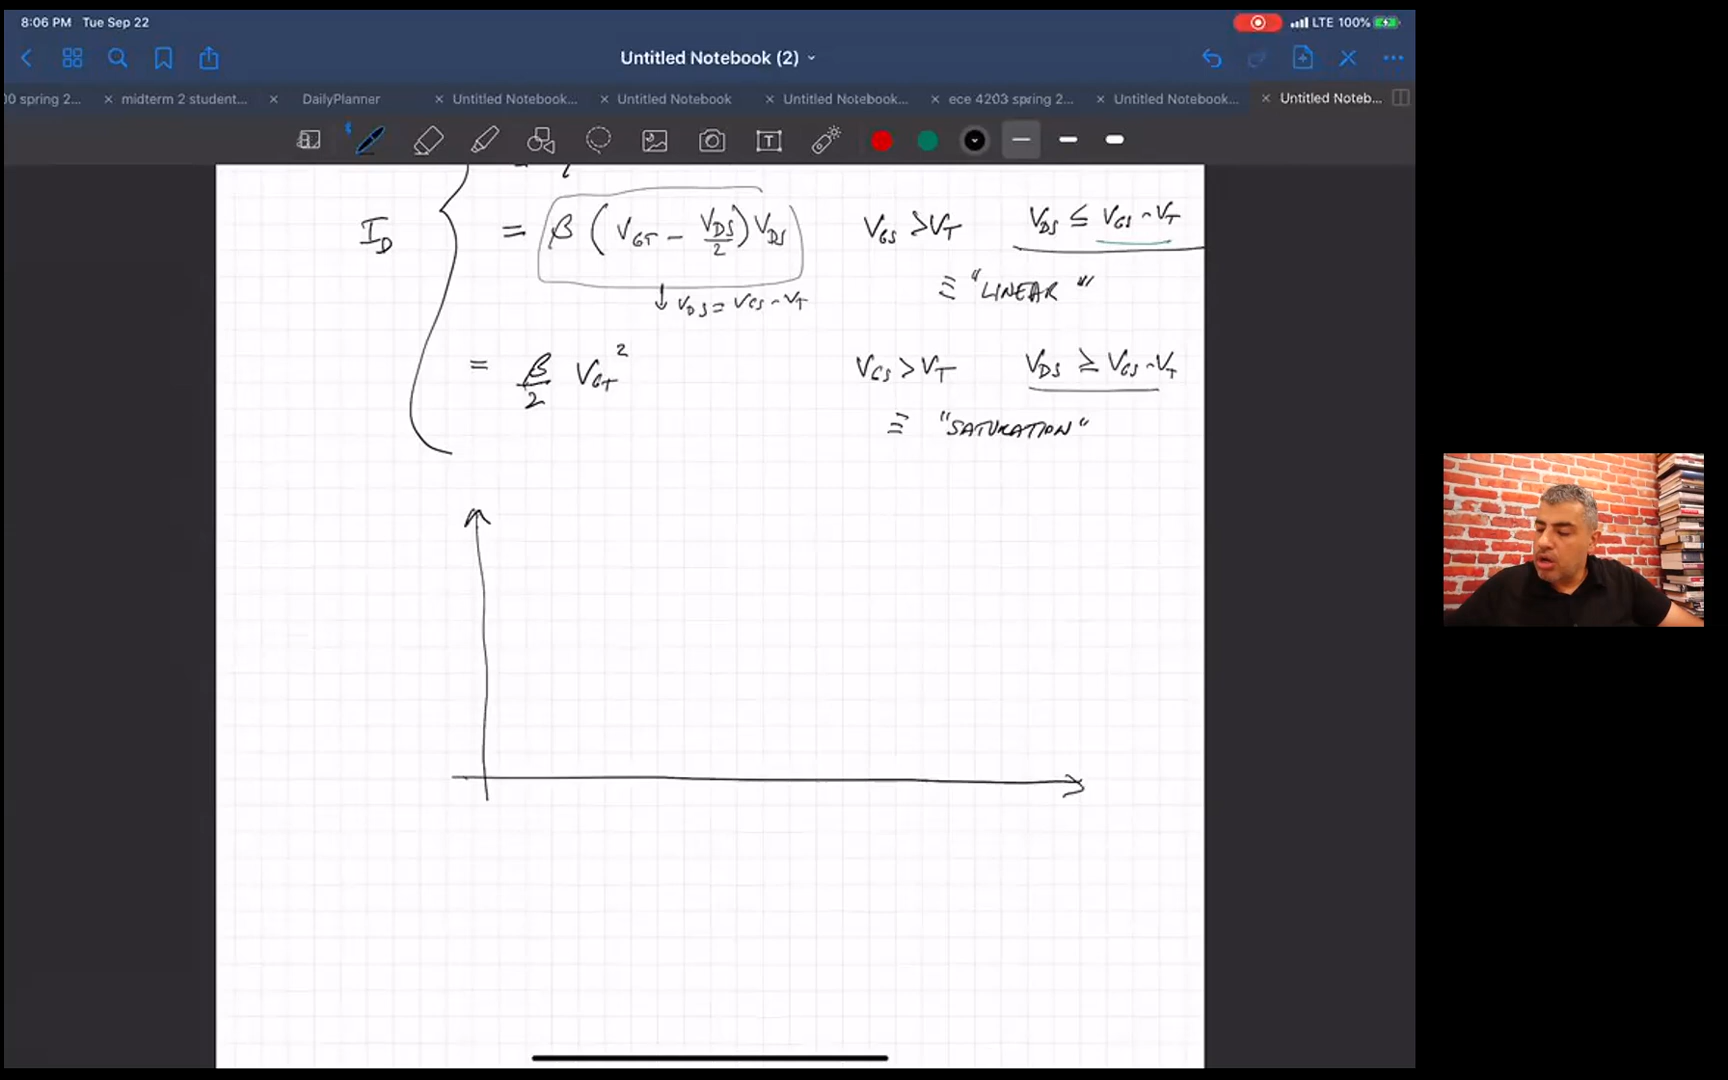 8:06 PM Tue Sep 22
LTE 100%
Untitled Notebook (2)
00 spring 2...
midterm 2 student...
DailyPlanner
Untitled Notebook...
Untitled Notebook
Untitled Notebook...
ece 4203 spring 2...
Untitled Notebook...
Untitled Noteb...
T
I_D
= β (V_GT − V_DS/2) V_DS V_GS > V_T V_DS ≤ V_GS − V_T
↓ V_DS = V_GS − V_T ≡ "LINEAR"
= β/2 V_GT² V_GS > V_T V_DS ≥ V_GS − V_T
≡ "SATURATION"